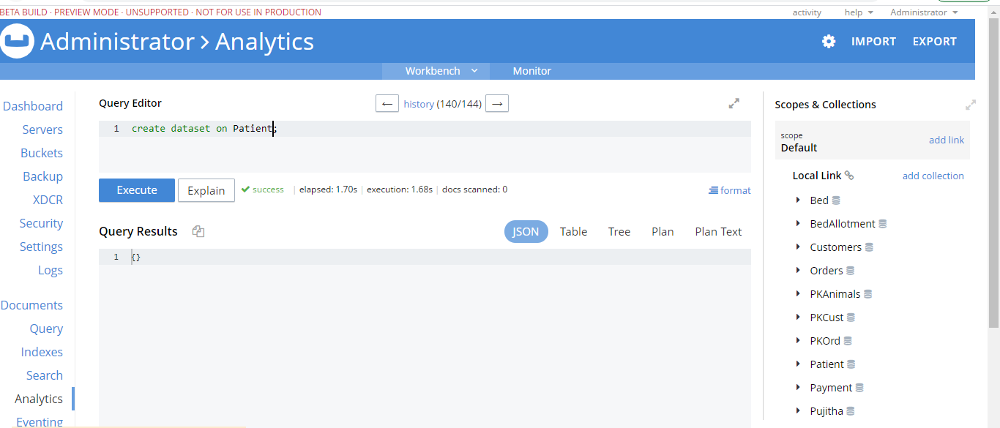 BETA BUILD · PREVIEW MODE · UNSUPPORTED · NOT FOR USE IN PRODUCTION
activity help Administrator
Administrator > Analytics
IMPORT EXPORT
Workbench Monitor
Dashboard
Servers
Buckets
Backup
XDCR
Security
Settings
Logs
Documents
Query
Indexes
Search
Analytics
Eventing
Query Editor
← history (140/144) →
1 create dataset on Patient;
Execute Explain success | elapsed: 1.70s | execution: 1.68s | docs scanned: 0
format
Query Results
JSON Table Tree Plan Plan Text
1 {}
Scopes & Collections
scope
Default
add link
Local Link
add collection
Bed
BedAllotment
Customers
Orders
PKAnimals
PKCust
PKOrd
Patient
Payment
Pujitha